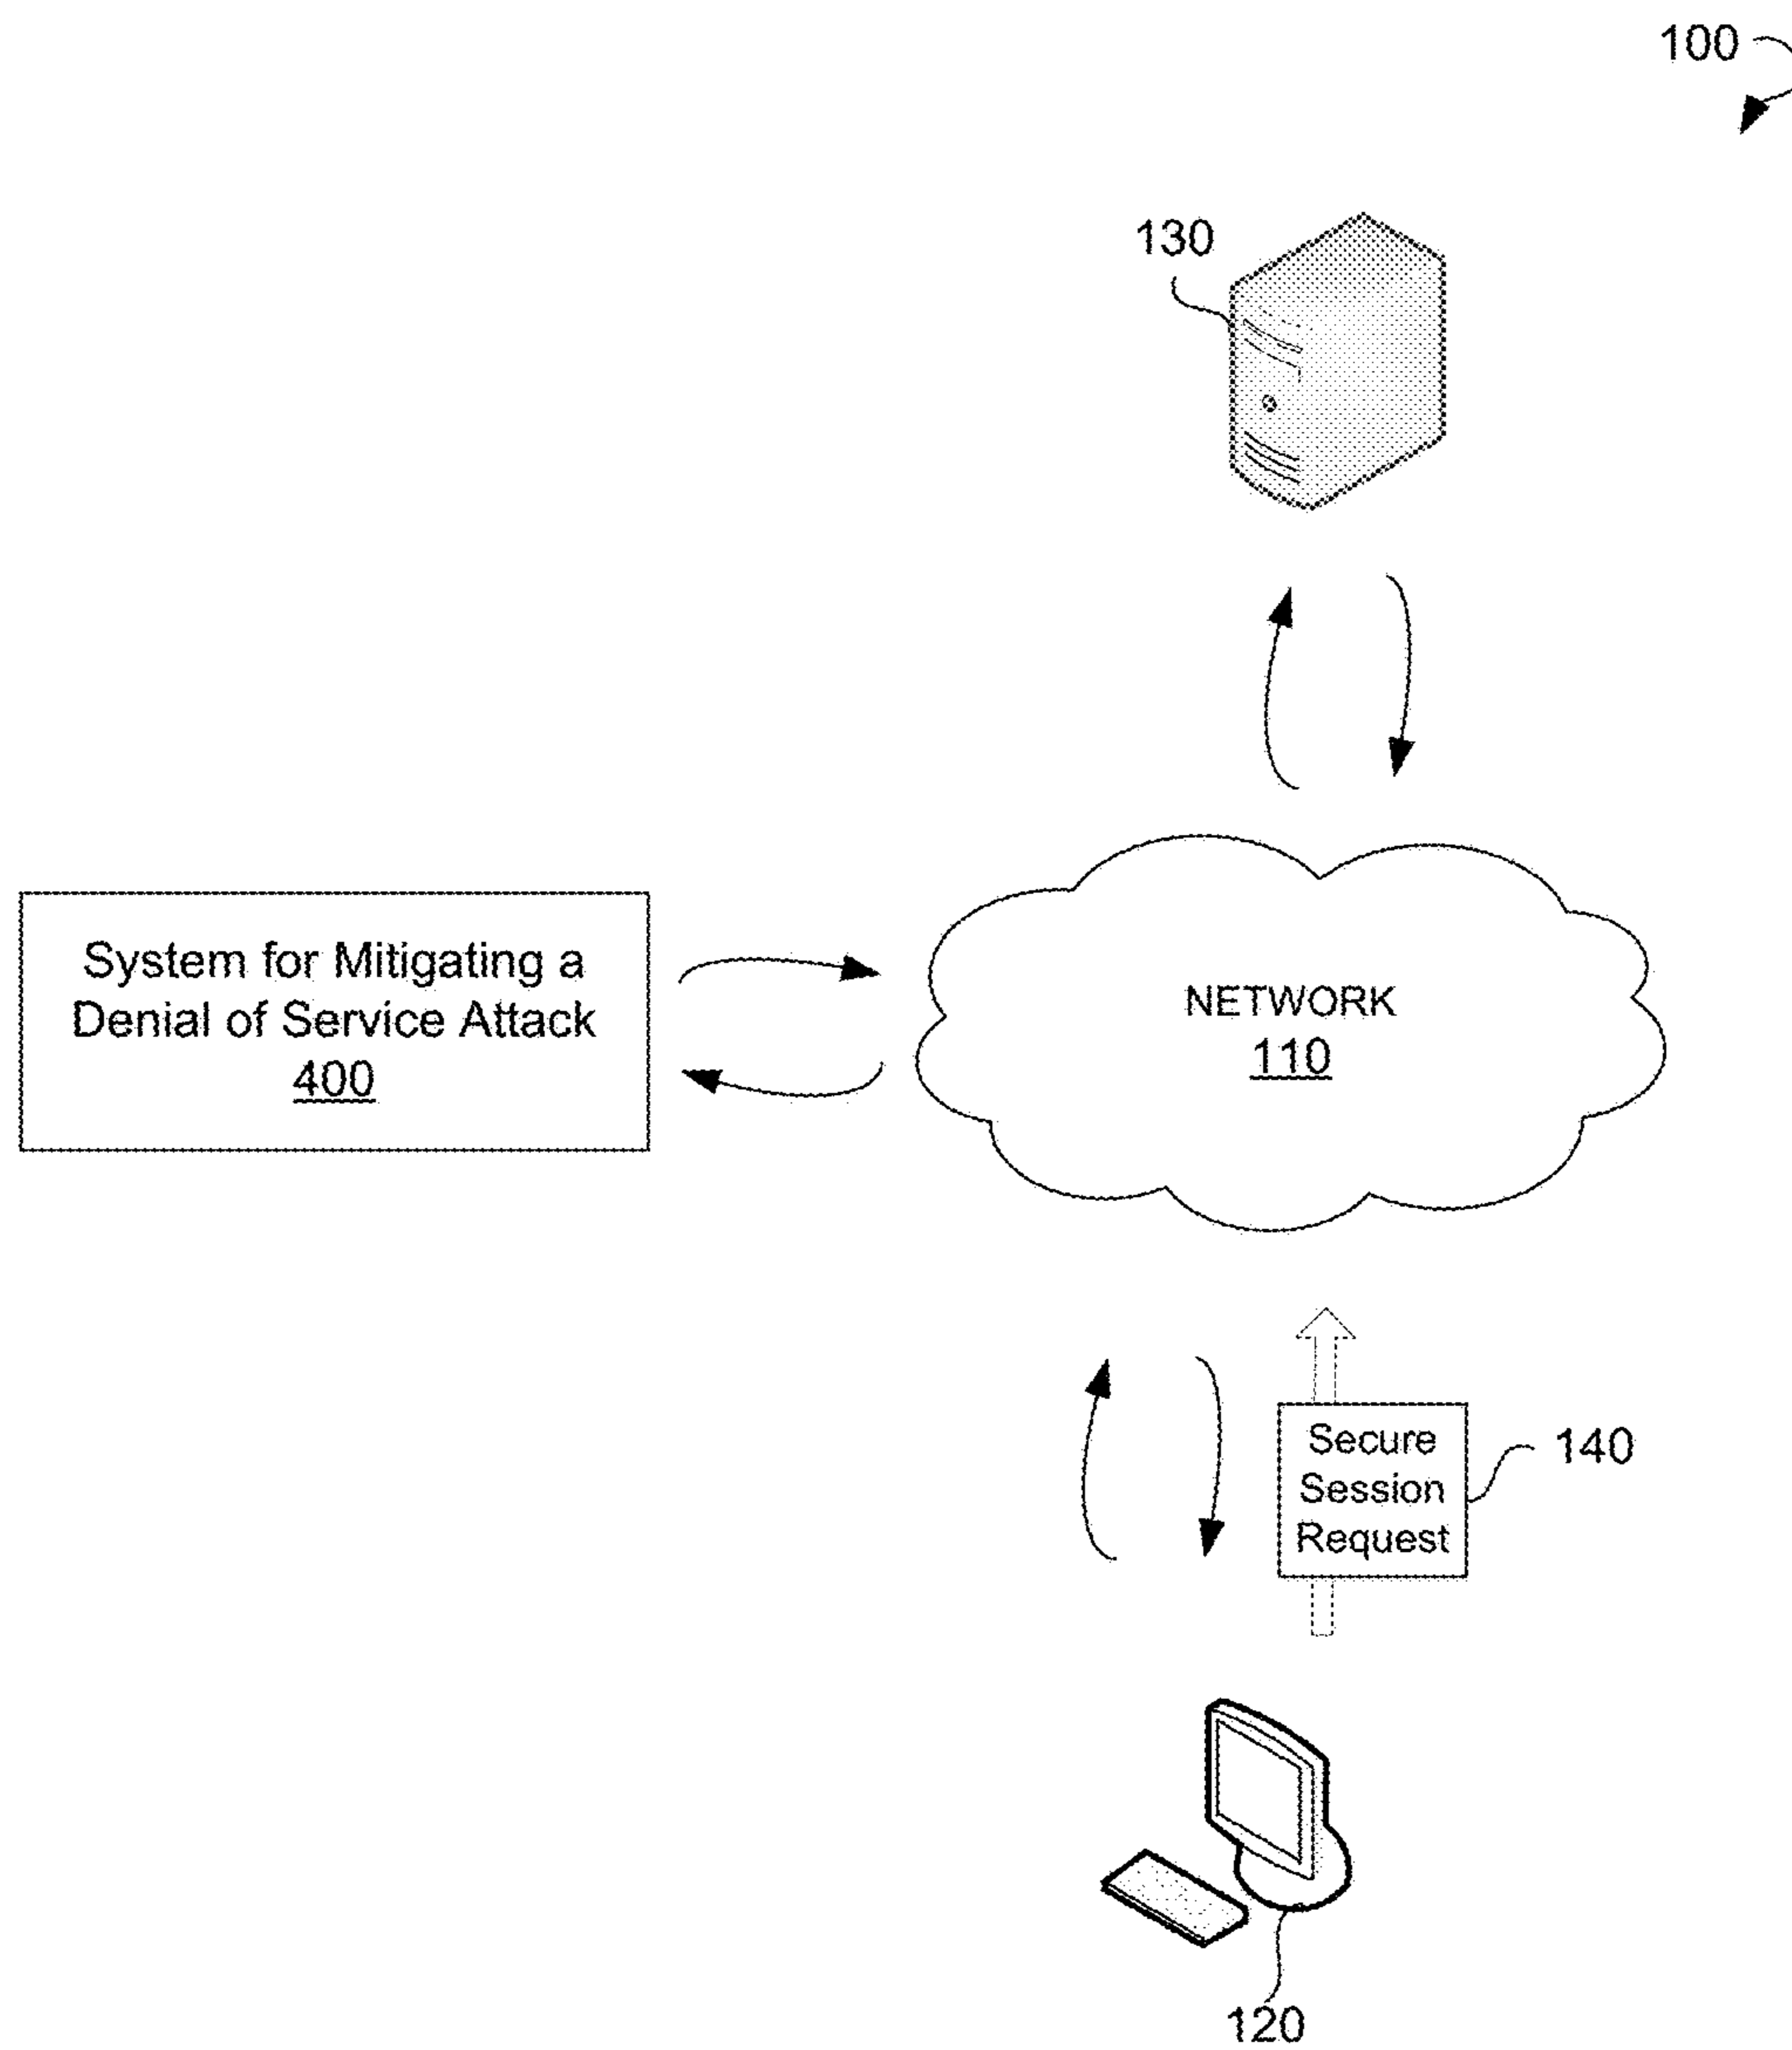 100
130
System for Mitigating a
Denial of Service Attack
400
NETWORK
110
Secure
Session
Request
140
120